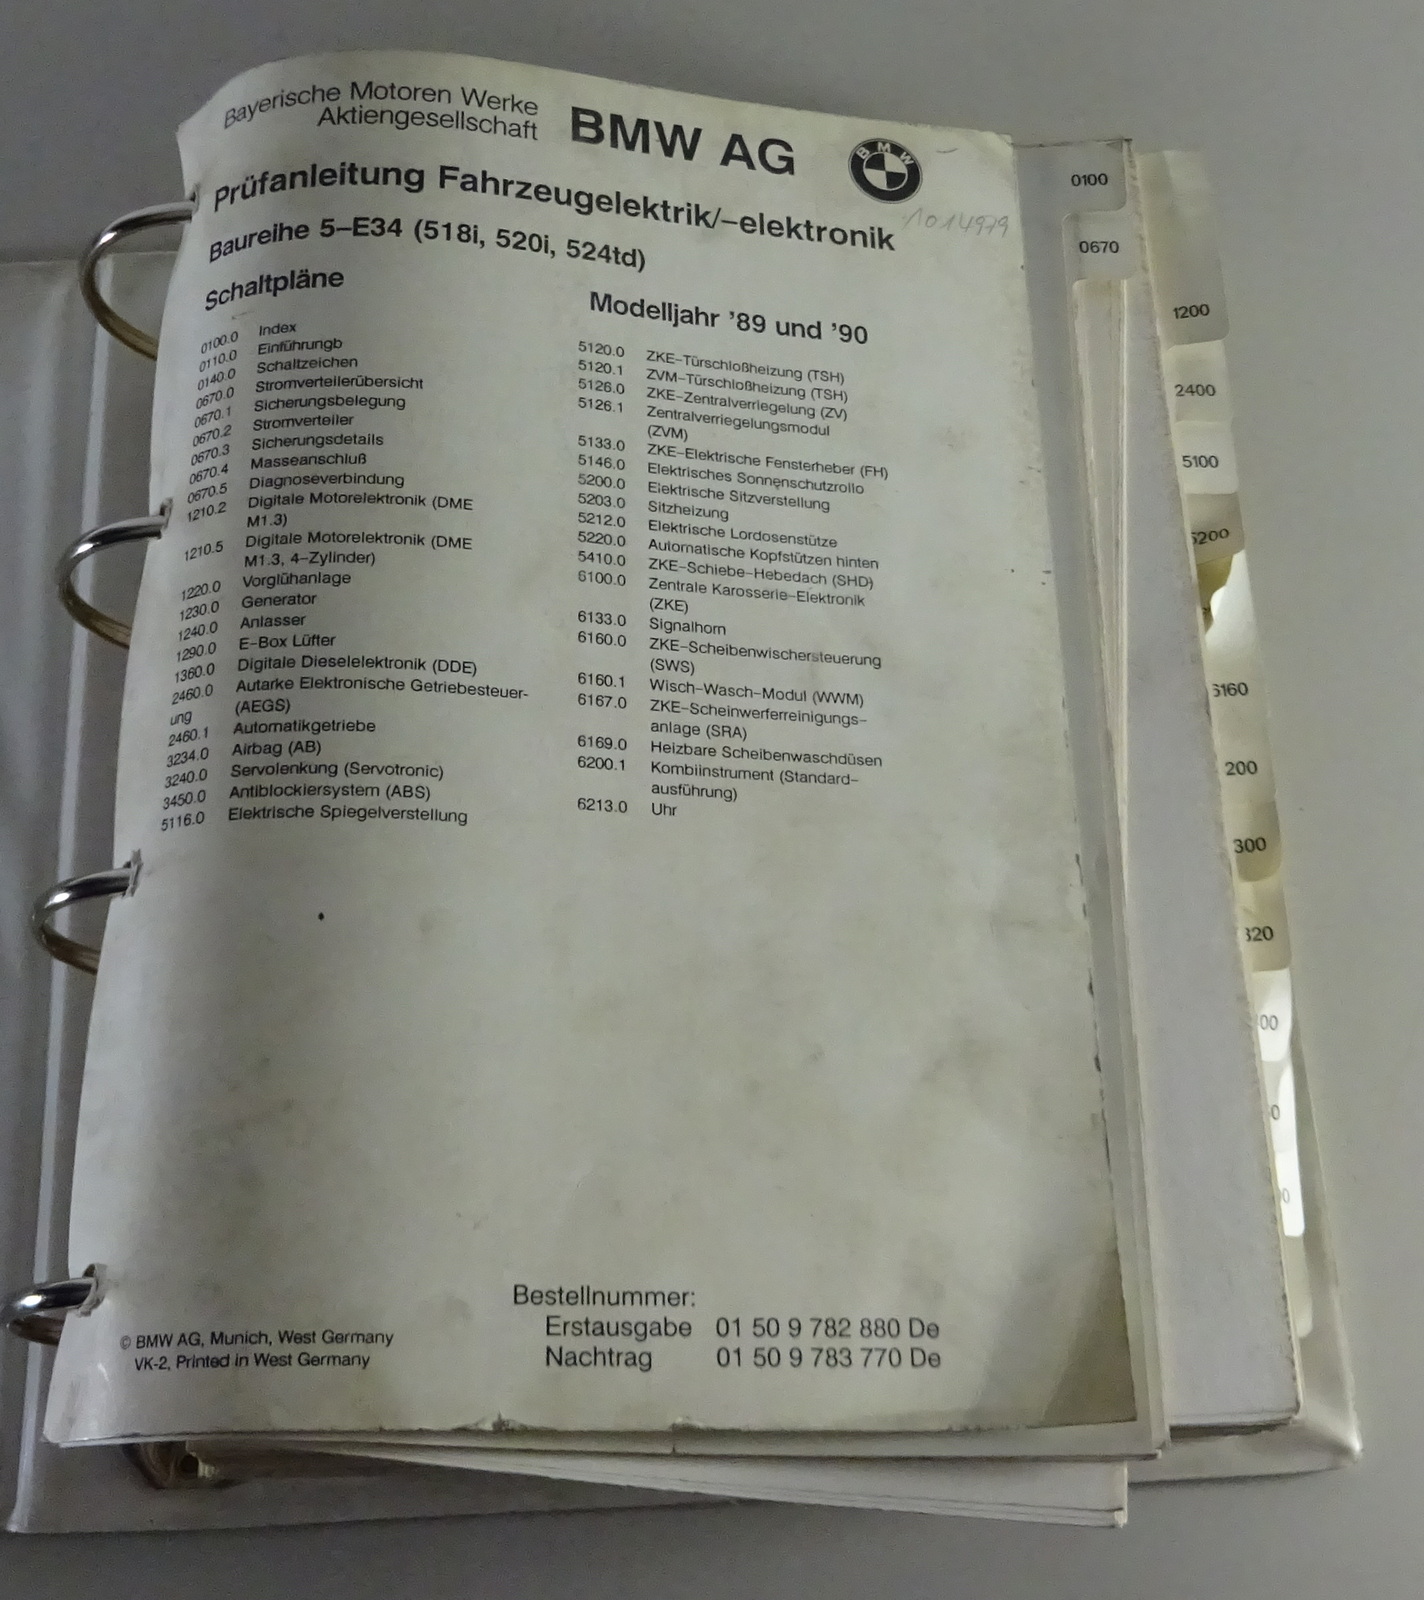 Bayerische Motoren Werke
Aktiengesellschaft
BMW AG
BMW
Prüfanleitung Fahrzeugelektrik/–elektronik
1014979
Baureihe 5–E34 (518i, 520i, 524td)
Schaltpläne
Modelljahr '89 und '90
0100.0 Index
0110.0 Einführungb
0140.0 Schaltzeichen
0670.0 Stromverteilerübersicht
0670.1 Sicherungsbelegung
0670.2 Stromverteiler
0670.3 Sicherungsdetails
0670.4 Masseanschluß
0670.5 Diagnoseverbindung
1210.2 Digitale Motorelektronik (DME
M1.3)
1210.5 Digitale Motorelektronik (DME
M1.3, 4–Zylinder)
1220.0 Vorglühanlage
1230.0 Generator
1240.0 Anlasser
1290.0 E–Box Lüfter
1360.0 Digitale Dieselelektronik (DDE)
2460.0 Autarke Elektronische Getriebesteuer-
ung (AEGS)
2460.1 Automatikgetriebe
3234.0 Airbag (AB)
3240.0 Servolenkung (Servotronic)
3450.0 Antiblockiersystem (ABS)
5116.0 Elektrische Spiegelverstellung
5120.0 ZKE–Türschloßheizung (TSH)
5120.1 ZVM–Türschloßheizung (TSH)
5126.0 ZKE–Zentralverriegelung (ZV)
5126.1 Zentralverriegelungsmodul
(ZVM)
5133.0 ZKE–Elektrische Fensterheber (FH)
5146.0 Elektrisches Sonnenschutzrollo
5200.0 Elektrische Sitzverstellung
5203.0 Sitzheizung
5212.0 Elektrische Lordosenstütze
5220.0 Automatische Kopfstützen hinten
5410.0 ZKE–Schiebe–Hebedach (SHD)
6100.0 Zentrale Karosserie–Elektronik
(ZKE)
6133.0 Signalhorn
6160.0 ZKE–Scheibenwischersteuerung
(SWS)
6160.1 Wisch–Wasch–Modul (WWM)
6167.0 ZKE–Scheinwerferreinigungs–
anlage (SRA)
6169.0 Heizbare Scheibenwaschdüsen
6200.1 Kombiinstrument (Standard–
ausführung)
6213.0 Uhr
Bestellnummer:
Erstausgabe 01 50 9 782 880 De
Nachtrag 01 50 9 783 770 De
© BMW AG, Munich, West Germany
VK–2, Printed in West Germany
0100
0670
1200
2400
5100
5200
6160
200
300
320
00
0
0